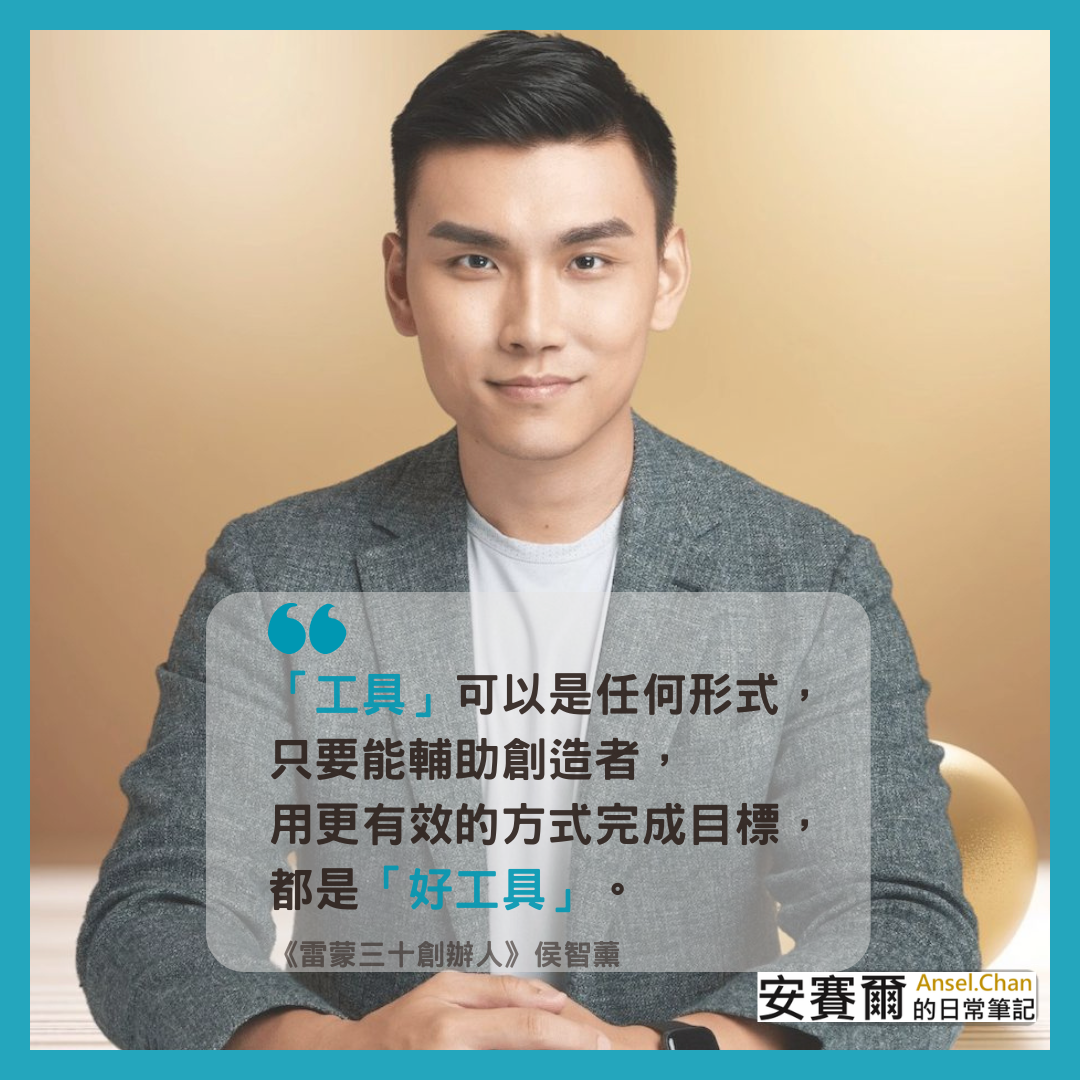 「工具」可以是任何形式，
只要能輔助創造者，
用更有效的方式完成目標，
都是「好工具」。
《雷蒙三十創辦人》侯智薰
安賽爾 Ansel.Chan
的日常筆記